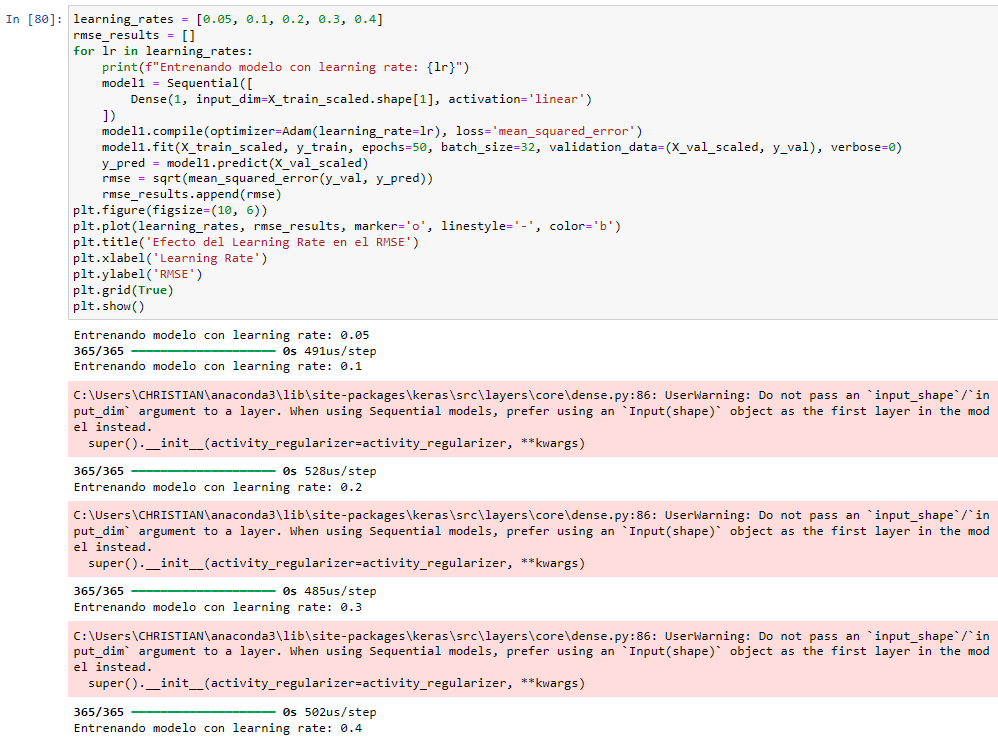 In [80]: learning_rates = [0.05, 0.1, 0.2, 0.3, 0.4]
rmse_results = []
for lr in learning_rates:
    print(f"Entrenando modelo con learning rate: {lr}")
    model1 = Sequential([
        Dense(1, input_dim=X_train_scaled.shape[1], activation='linear')
    ])
    model1.compile(optimizer=Adam(learning_rate=lr), loss='mean_squared_error')
    model1.fit(X_train_scaled, y_train, epochs=50, batch_size=32, validation_data=(X_val_scaled, y_val), verbose=0)
    y_pred = model1.predict(X_val_scaled)
    rmse = sqrt(mean_squared_error(y_val, y_pred))
    rmse_results.append(rmse)
plt.figure(figsize=(10, 6))
plt.plot(learning_rates, rmse_results, marker='o', linestyle='-', color='b')
plt.title('Efecto del Learning Rate en el RMSE')
plt.xlabel('Learning Rate')
plt.ylabel('RMSE')
plt.grid(True)
plt.show()
Entrenando modelo con learning rate: 0.05
365/365 ━━━━━━━━━━━━━━━━━━━━ 0s 491us/step
Entrenando modelo con learning rate: 0.1
C:\Users\CHRISTIAN\anaconda3\lib\site-packages\keras\src\layers\core\dense.py:86: UserWarning: Do not pass an `input_shape`/`in
put_dim` argument to a layer. When using Sequential models, prefer using an `Input(shape)` object as the first layer in the mod
el instead.
  super().__init__(activity_regularizer=activity_regularizer, **kwargs)
365/365 ━━━━━━━━━━━━━━━━━━━━ 0s 528us/step
Entrenando modelo con learning rate: 0.2
C:\Users\CHRISTIAN\anaconda3\lib\site-packages\keras\src\layers\core\dense.py:86: UserWarning: Do not pass an `input_shape`/`in
put_dim` argument to a layer. When using Sequential models, prefer using an `Input(shape)` object as the first layer in the mod
el instead.
  super().__init__(activity_regularizer=activity_regularizer, **kwargs)
365/365 ━━━━━━━━━━━━━━━━━━━━ 0s 485us/step
Entrenando modelo con learning rate: 0.3
C:\Users\CHRISTIAN\anaconda3\lib\site-packages\keras\src\layers\core\dense.py:86: UserWarning: Do not pass an `input_shape`/`in
put_dim` argument to a layer. When using Sequential models, prefer using an `Input(shape)` object as the first layer in the mod
el instead.
  super().__init__(activity_regularizer=activity_regularizer, **kwargs)
365/365 ━━━━━━━━━━━━━━━━━━━━ 0s 502us/step
Entrenando modelo con learning rate: 0.4